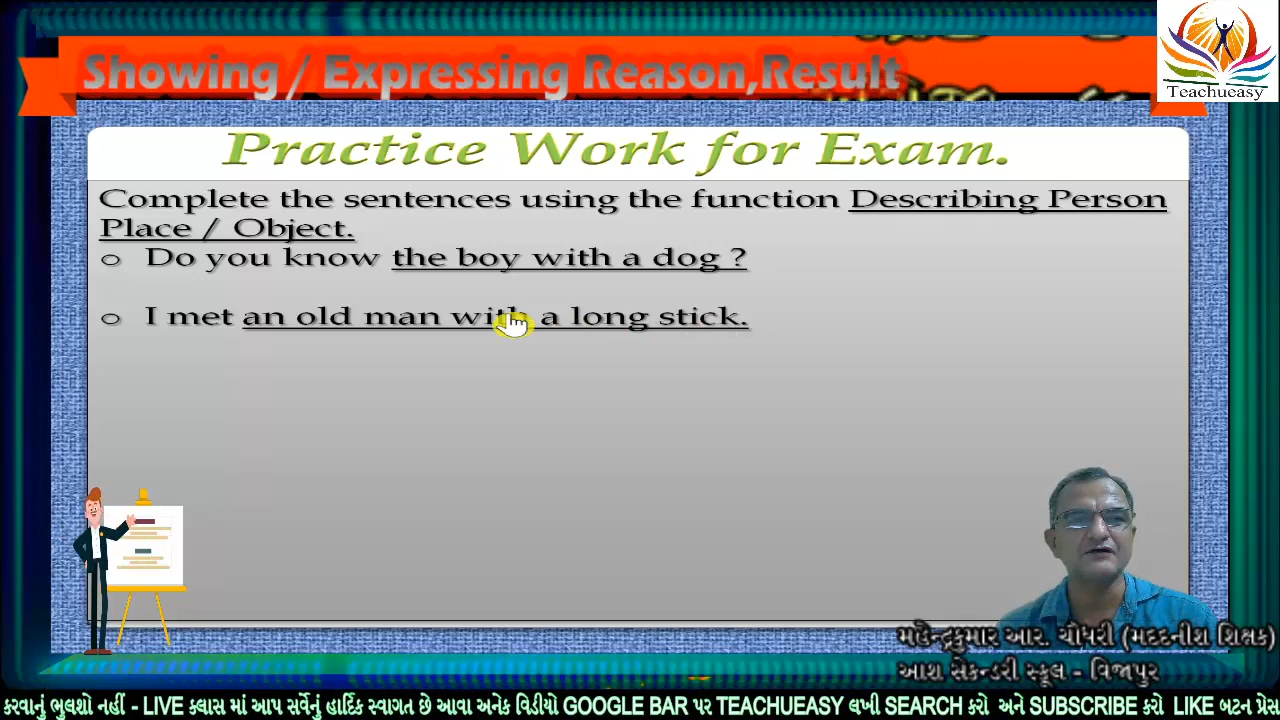 Showing / Expressing Reason,Result
Teachueasy
Practice Work for Exam.
Complete the sentences using the function Describing Person
Place / Object.
o Do you know the boy with a dog ?
o I met an old man with a long stick.
મહેન્દ્રકુમાર આર. ચૌધરી (મદદનીશ શિક્ષક)
આશ સેકન્ડરી સ્કૂલ - વિજાપુર
કરવાનું ભુલશો નહીં - LIVE ક્લાસ માં આપ સર્વેનું હાર્દિક સ્વાગત છે આવા અનેક વિડીયો GOOGLE BAR પર TEACHUEASY લખી SEARCH કરો અને SUBSCRIBE કરો LIKE બટન પ્રેસ